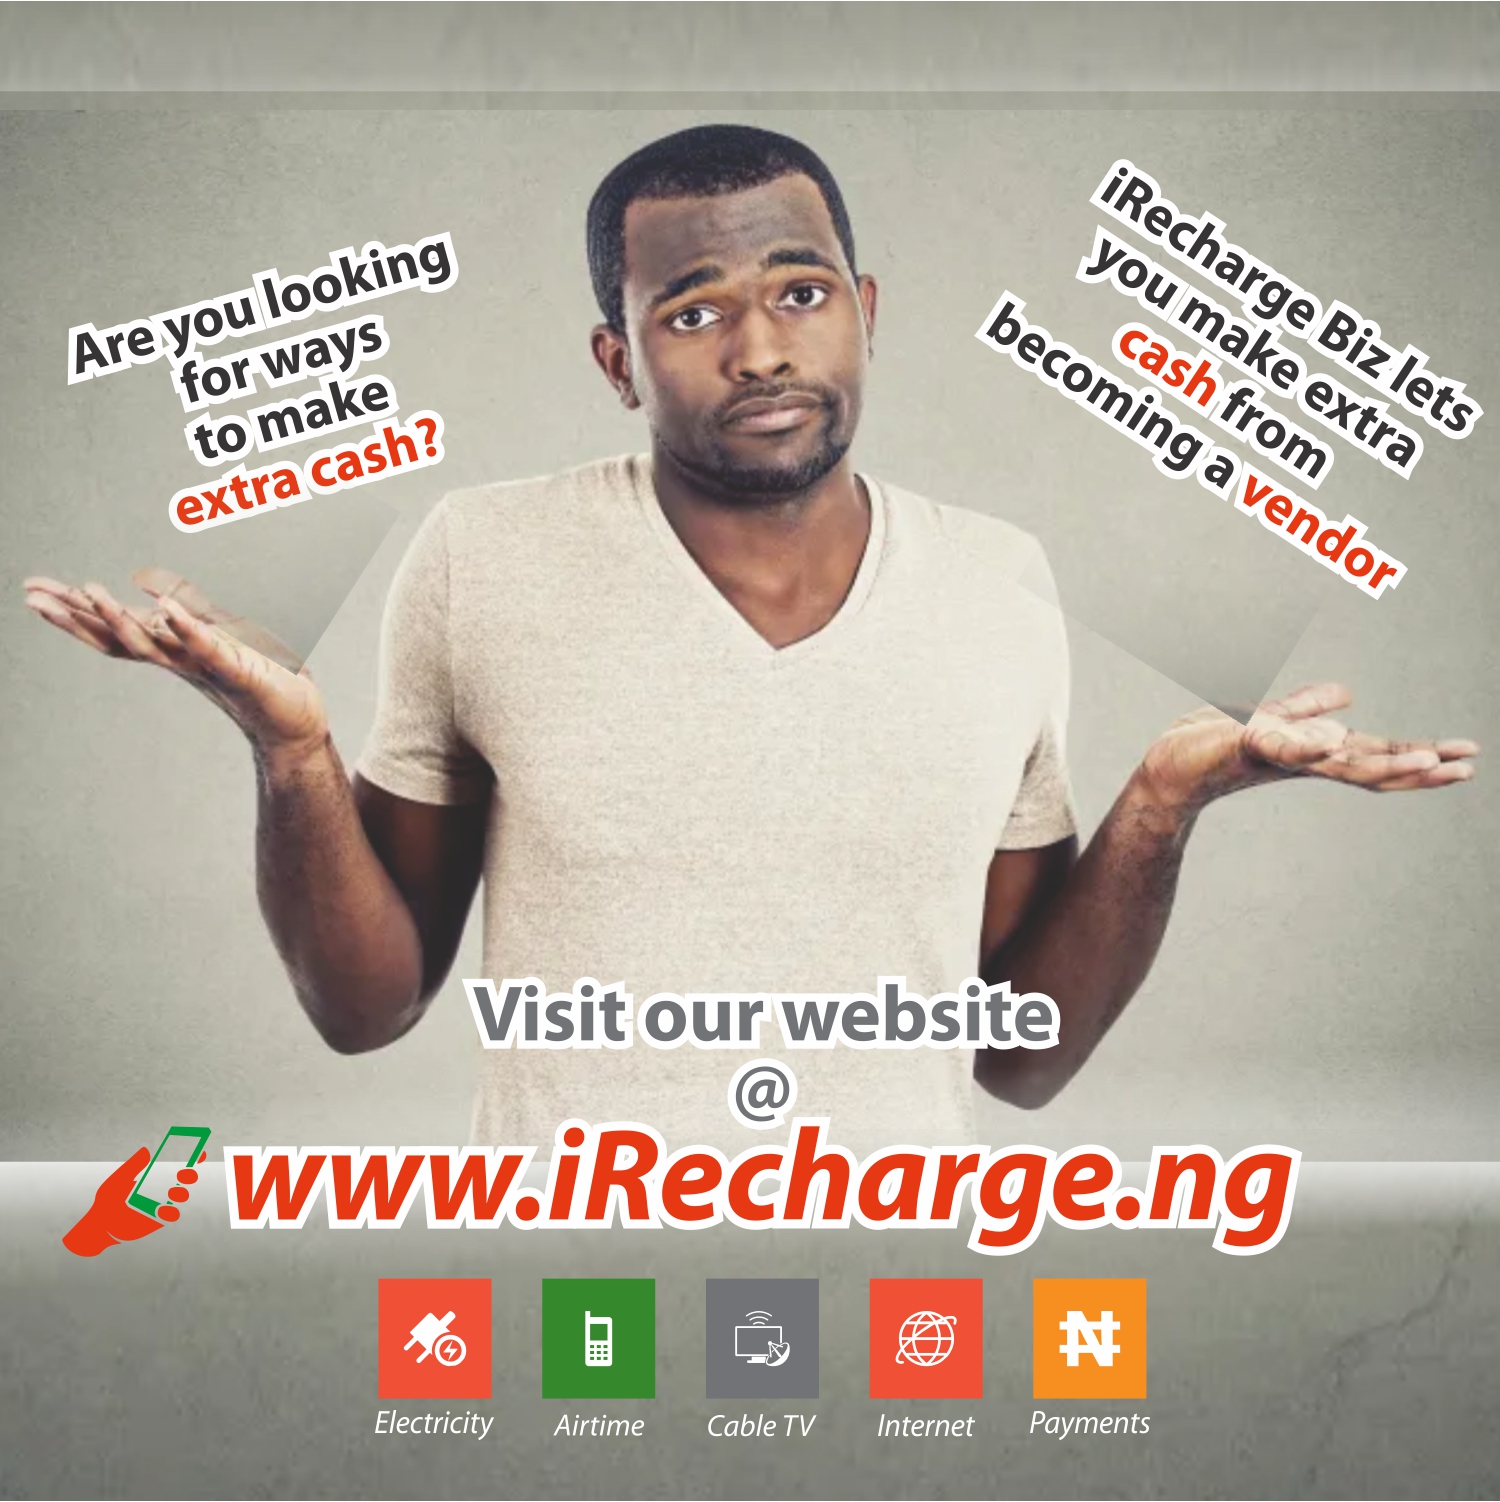 Are you looking
for ways
to make
extra cash?
iRecharge Biz lets
you make extra
cash from
becoming a vendor
Visit our website
@
www.iRecharge.ng
Electricity
Airtime
Cable TV
Internet
Payments